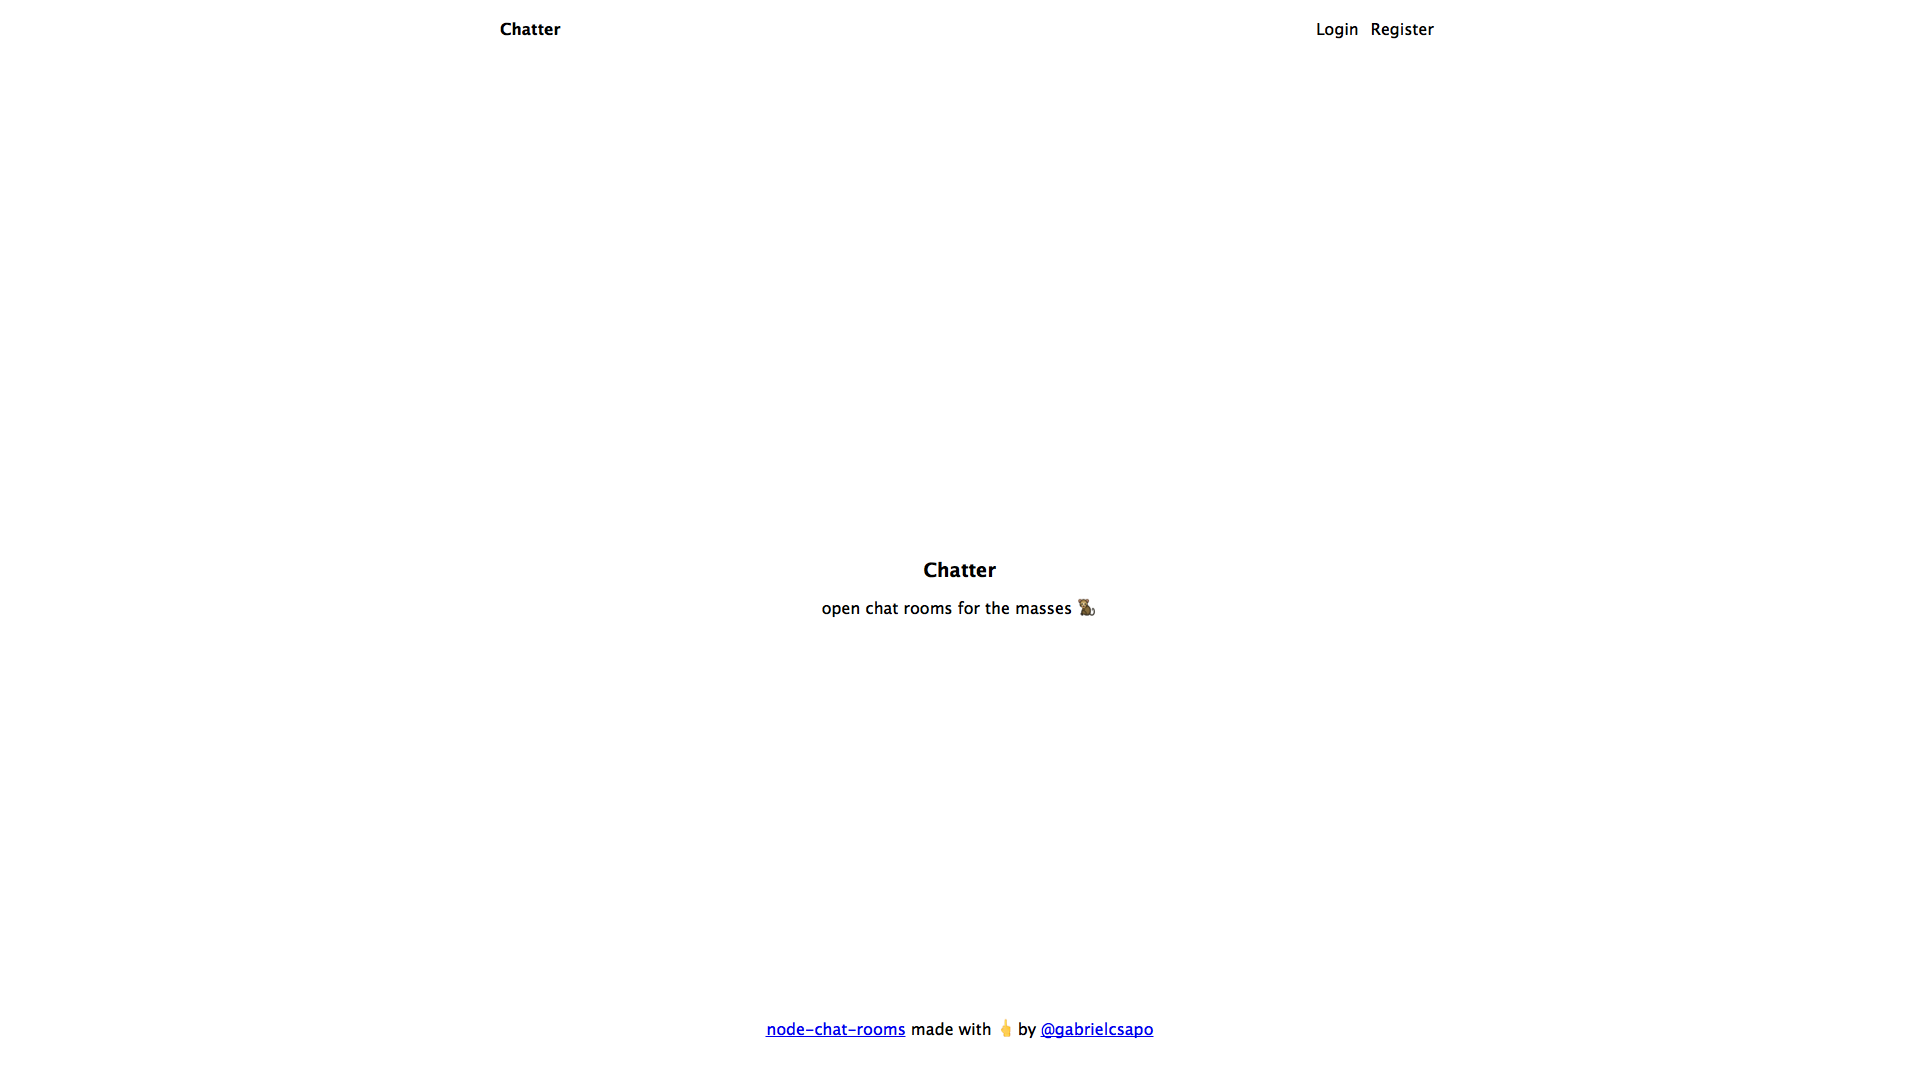 Chatter
Login Register
Chatter
open chat rooms for the masses 🐒
node-chat-rooms made with 🖕 by @gabrielcsapo